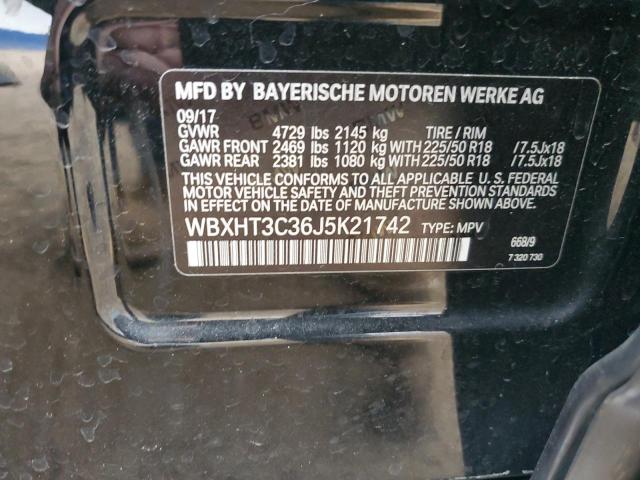 MFD BY BAYERISCHE MOTOREN WERKE AG
09/17
GVWR 4729 lbs 2145 kg TIRE / RIM
GAWR FRONT 2469 lbs 1120 kg WITH 225/50 R18 /7.5Jx18
GAWR REAR 2381 lbs 1080 kg WITH 225/50 R18 /7.5Jx18
THIS VEHICLE CONFORMS TO ALL APPLICABLE U. S. FEDERAL
MOTOR VEHICLE SAFETY AND THEFT PREVENTION STANDARDS
IN EFFECT ON THE DATE OF MANUFACTURE SHOWN ABOVE.
WBXHT3C36J5K21742 TYPE: MPV
668/9
7 320 730